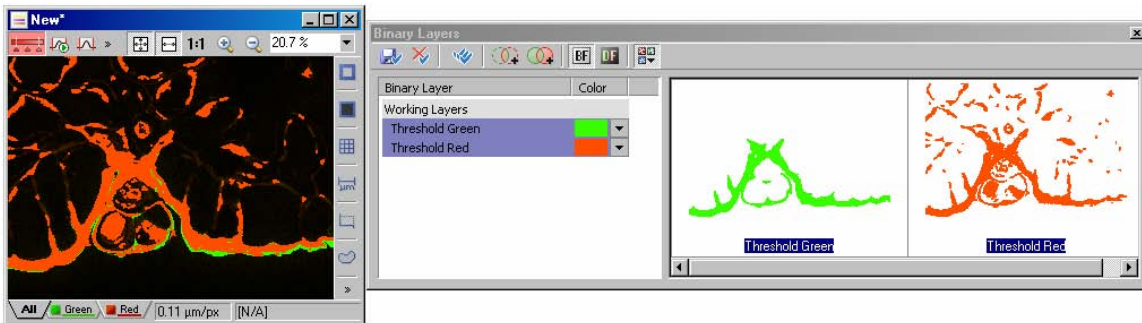 New*
» 1:1 20.7 %
µm
»
All Green Red 0.11 µm/px [N/A]
Binary Layers
BF DF
Binary Layer Color
Working Layers
Threshold Green
Threshold Red
Threshold Green Threshold Red